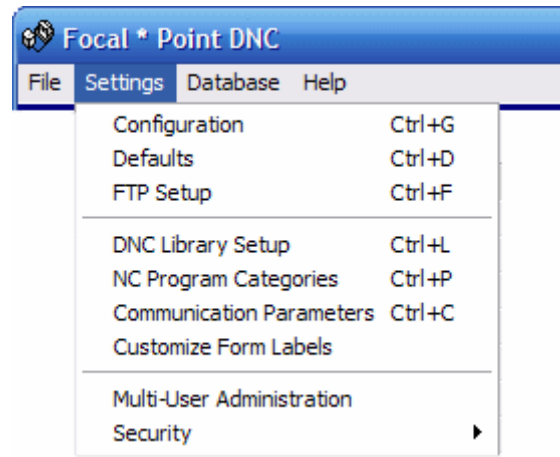 Focal * Point DNC
File Settings Database Help
Configuration Ctrl+G
Defaults Ctrl+D
FTP Setup Ctrl+F
DNC Library Setup Ctrl+L
NC Program Categories Ctrl+P
Communication Parameters Ctrl+C
Customize Form Labels
Multi-User Administration
Security